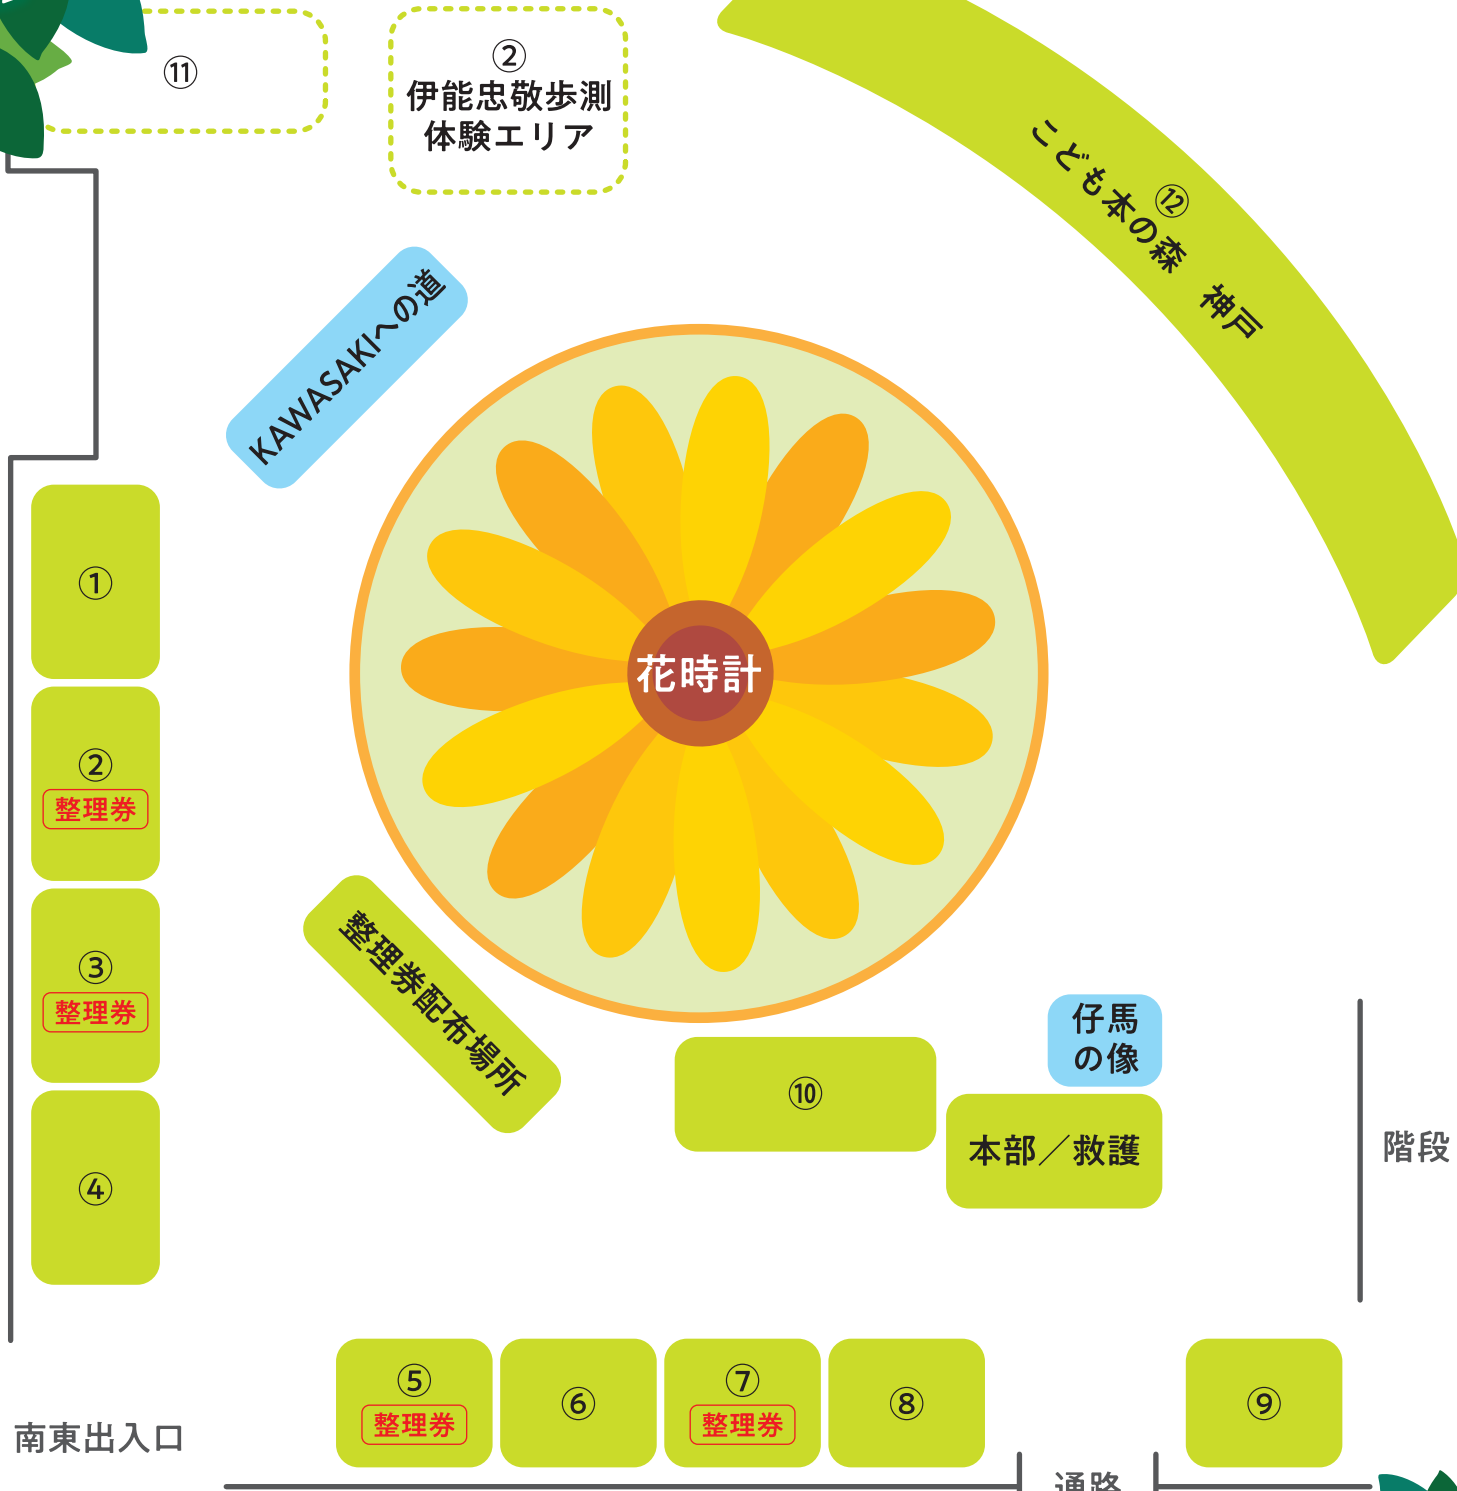 ⑪
②
伊能忠敬歩測
体験エリア
⑫
こども本の森　神戸
KAWASAKIへの道
①
花時計
②
整理券
③
整理券
整理券配布場所
仔馬
の像
⑩
本部／救護
階段
④
⑤
整理券
⑥
⑦
整理券
⑧
⑨
南東出入口
通路